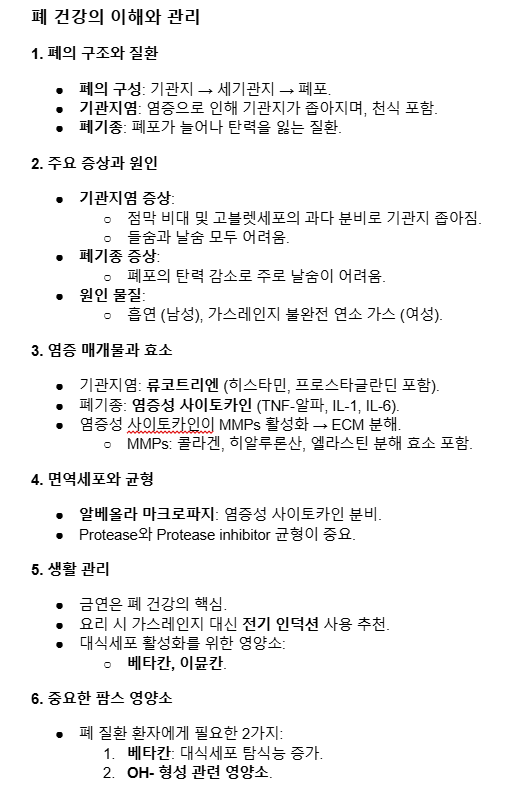 폐 건강의 이해와 관리
1. 폐의 구조와 질환
● 폐의 구성: 기관지 → 세기관지 → 폐포.
● 기관지염: 염증으로 인해 기관지가 좁아지며, 천식 포함.
● 폐기종: 폐포가 늘어나 탄력을 잃는 질환.
2. 주요 증상과 원인
● 기관지염 증상:
○ 점막 비대 및 고블렛세포의 과다 분비로 기관지 좁아짐.
○ 들숨과 날숨 모두 어려움.
● 폐기종 증상:
○ 폐포의 탄력 감소로 주로 날숨이 어려움.
● 원인 물질:
○ 흡연 (남성), 가스레인지 불완전 연소 가스 (여성).
3. 염증 매개물과 효소
● 기관지염: 류코트리엔 (히스타민, 프로스타글란딘 포함).
● 폐기종: 염증성 사이토카인 (TNF-알파, IL-1, IL-6).
● 염증성 사이토카인이 MMPs 활성화 → ECM 분해.
○ MMPs: 콜라겐, 히알루론산, 엘라스틴 분해 효소 포함.
4. 면역세포와 균형
● 알베올라 마크로파지: 염증성 사이토카인 분비.
● Protease와 Protease inhibitor 균형이 중요.
5. 생활 관리
● 금연은 폐 건강의 핵심.
● 요리 시 가스레인지 대신 전기 인덕션 사용 추천.
● 대식세포 활성화를 위한 영양소:
○ 베타칸, 이뮨칸.
6. 중요한 팜스 영양소
● 폐 질환 환자에게 필요한 2가지:
1. 베타칸: 대식세포 탐식능 증가.
2. OH- 형성 관련 영양소.